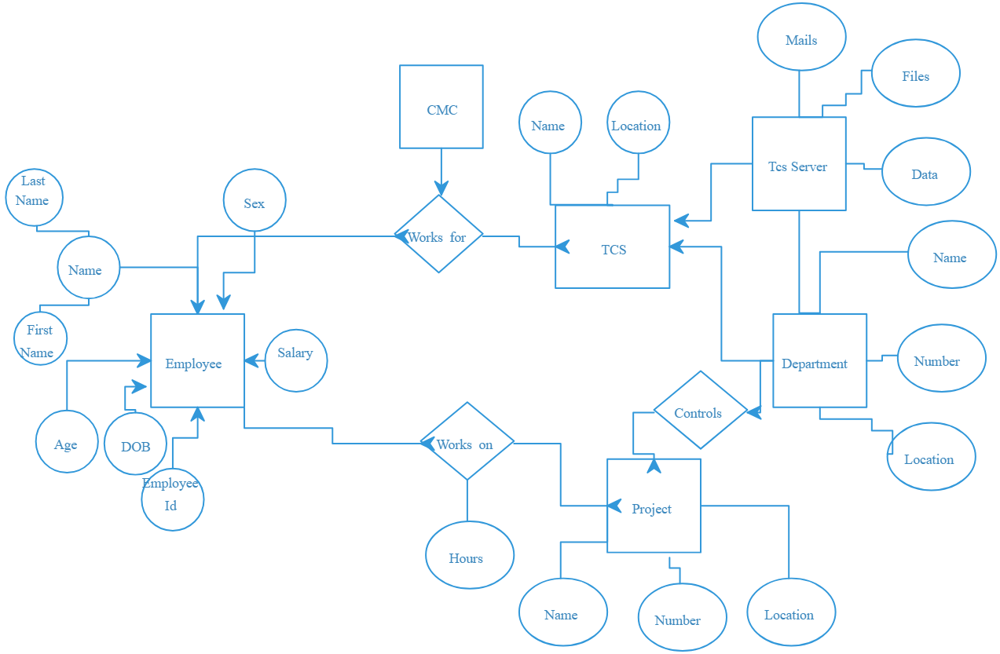 Mails
Files
CMC
Name
Location
Tcs Server
Data
Last
Name
Sex
Works for
TCS
Name
Name
First
Name
Salary
Employee
Department
Number
Controls
Age
DOB
Works on
Location
Employee
Id
Project
Hours
Name
Number
Location